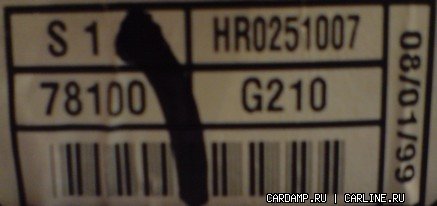 S 1 HR0251007
78100 G210
08/01/99
CARDAMP.RU | CARLINE.RU